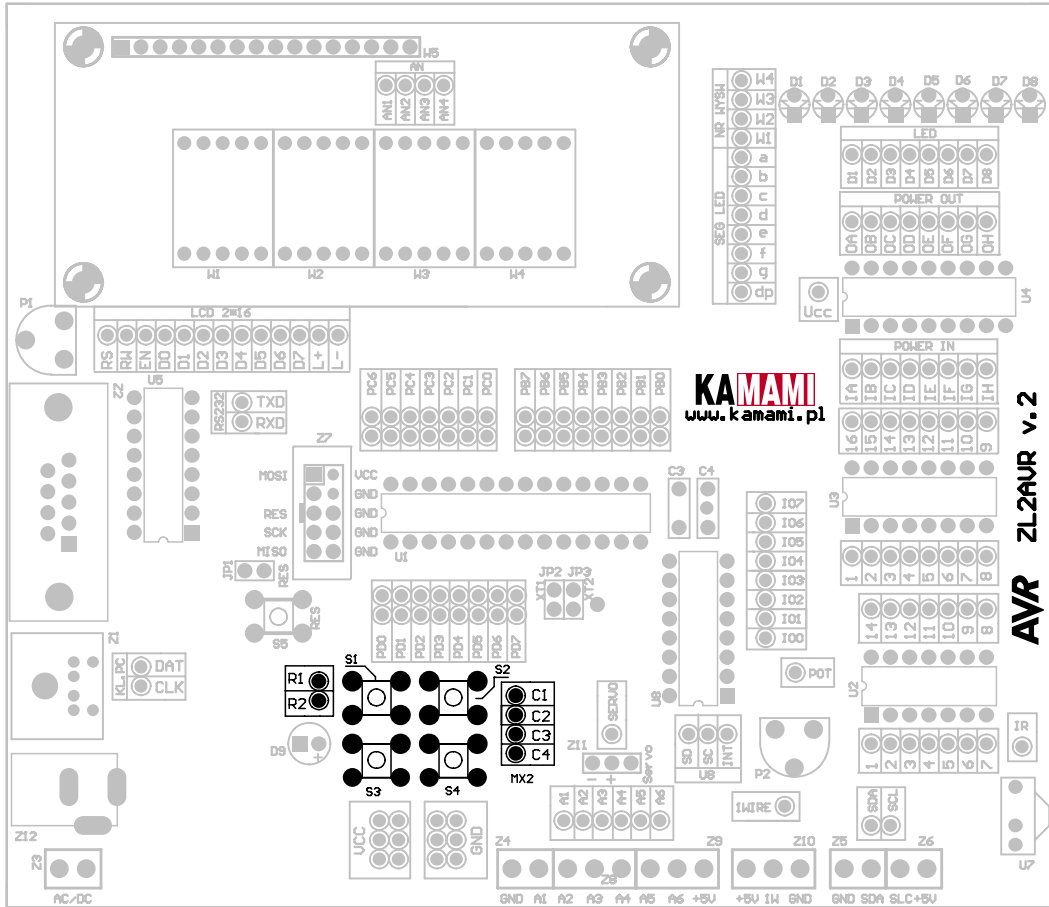 W5
AN
AN1 AN2 AN3 AN4
W1 W2 W3 W4
NR WYSW
W4
W3
W2
W1
SEG LED
a
b
c
d
e
f
g
dp
D1 D2 D3 D4 D5 D6 D7 D8
LED
D1 D2 D3 D4 D5 D6 D7 D8
POWER OUT
OA OB OC OD OE OF OG OH
U4
Ucc
P1
LCD 2*16
RS RW EN D0 D1 D2 D3 D4 D5 D6 D7 L+ L-
POWER IN
IA IB IC ID IE IF IG IH
Z2
U5
RS232
TXD
RXD
PC6 PC5 PC4 PC3 PC2 PC1 PC0
PB7 PB6 PB5 PB4 PB3 PB2 PB1 PB0
KAMAMI
www.kamami.pl
16 15 14 13 12 11 10 9
Z7
MOSI VCC
GND
RES GND
SCK GND
MISO GND
U1
C3 C4
IO7
IO6
IO5
IO4
IO3
IO2
IO1
IO0
U3
1 2 3 4 5 6 7 8
AVR ZL2AVR v.2
JP1
RES
RES
S5
JP2 JP3
XT1 XT2
PD0 PD1 PD2 PD3 PD4 PD5 PD6 PD7
14 13 12 11 10 9 8
Z1
KL.PC
DAT
CLK
S1
S2
R1
R2
C1
C2
C3
C4
MX2
S3 S4
D9
+
SERVO
Z11
- + Servo
U8
POT
U2
SD SC INT
U8
P2
1 2 3 4 5 6 7
IR
Z12
VCC
GND
A1 A2 A3 A4 A5 A6
1WIRE
SDA SCL
U7
Z3
AC/DC
Z4 Z8 Z9
GND A1 A2 A3 A4 A5 A6 +5V
Z10
+5V 1W GND
Z5 Z6
GND SDA SLC +5V